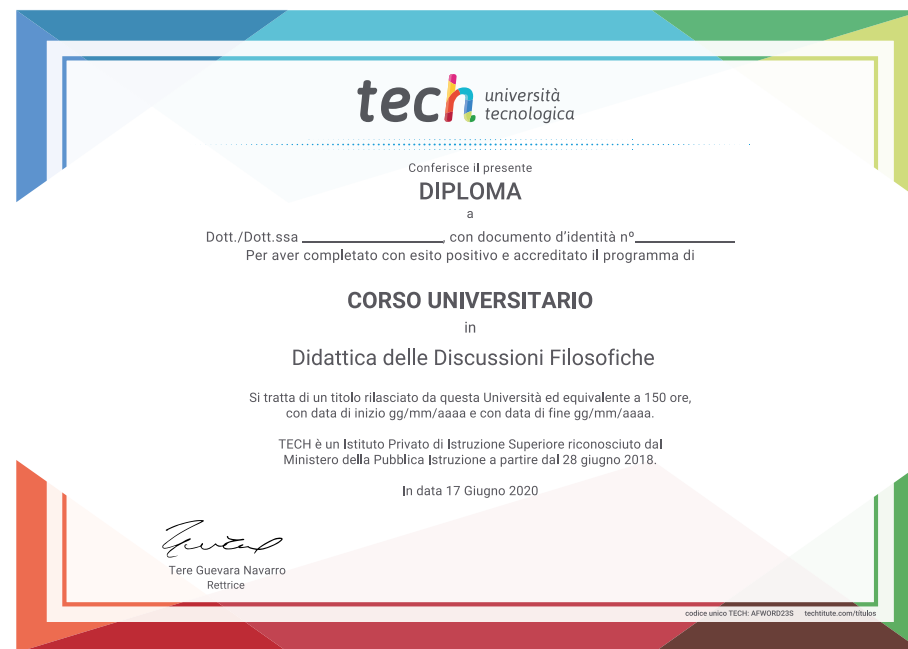 tech università
tecnologica
Conferisce il presente
DIPLOMA
a
Dott./Dott.ssa ____________________, con documento d'identità nº______________
Per aver completato con esito positivo e accreditato il programma di
CORSO UNIVERSITARIO
in
Didattica delle Discussioni Filosofiche
Si tratta di un titolo rilasciato da questa Università ed equivalente a 150 ore,
con data di inizio gg/mm/aaaa e con data di fine gg/mm/aaaa.
TECH è un Istituto Privato di Istruzione Superiore riconosciuto dal
Ministero della Pubblica Istruzione a partire dal 28 giugno 2018.
In data 17 Giugno 2020
Tere Guevara Navarro
Rettrice
codice unico TECH: AFWORD23S techtitute.com/titulos